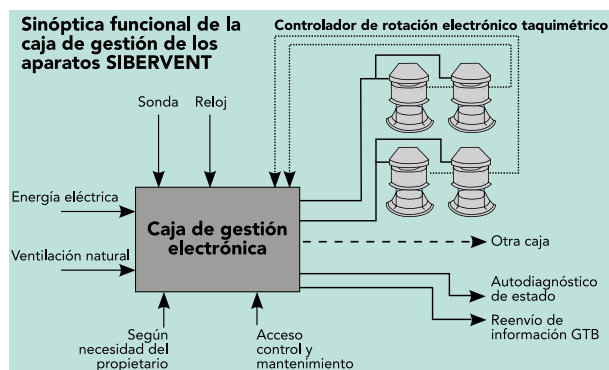 Sinóptica funcional de la
caja de gestión de los
aparatos SIBERVENT
Controlador de rotación electrónico taquimétrico
Sonda
Reloj
Energía eléctrica
Ventilación natural
Caja de gestión
electrónica
Otra caja
Autodiagnóstico
de estado
Reenvío de
información GTB
Según
necesidad del
propietario
Acceso
control y
mantenimiento